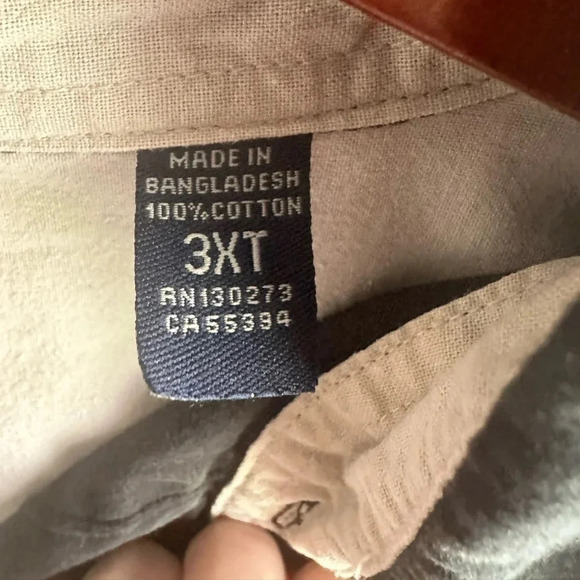 MADE IN
BANGLADESH
100% COTTON
3XT
RN130273
CA55394